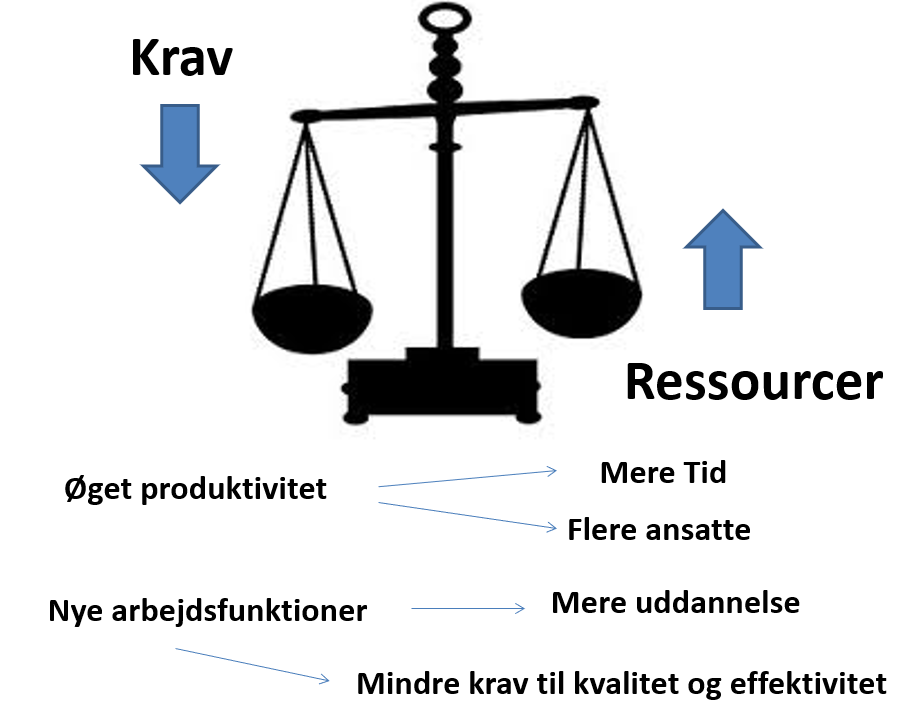 Krav
Ressourcer
Øget produktivitet
Mere Tid
Flere ansatte
Nye arbejdsfunktioner
Mere uddannelse
Mindre krav til kvalitet og effektivitet